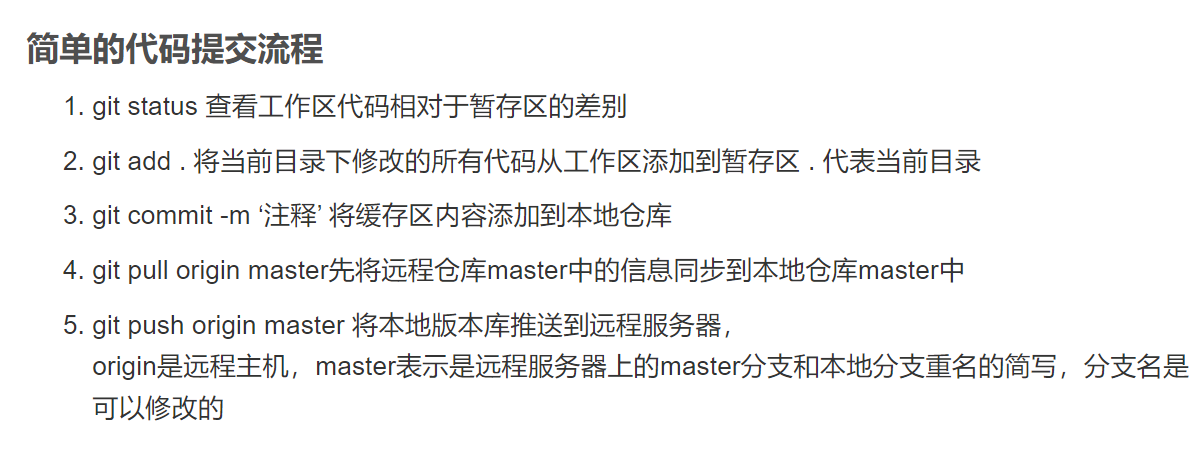 简单的代码提交流程
1. git status 查看工作区代码相对于暂存区的差别
2. git add . 将当前目录下修改的所有代码从工作区添加到暂存区 . 代表当前目录
3. git commit -m ‘注释’ 将缓存区内容添加到本地仓库
4. git pull origin master先将远程仓库master中的信息同步到本地仓库master中
5. git push origin master 将本地版本库推送到远程服务器，
origin是远程主机，master表示是远程服务器上的master分支和本地分支重名的简写，分支名是
可以修改的